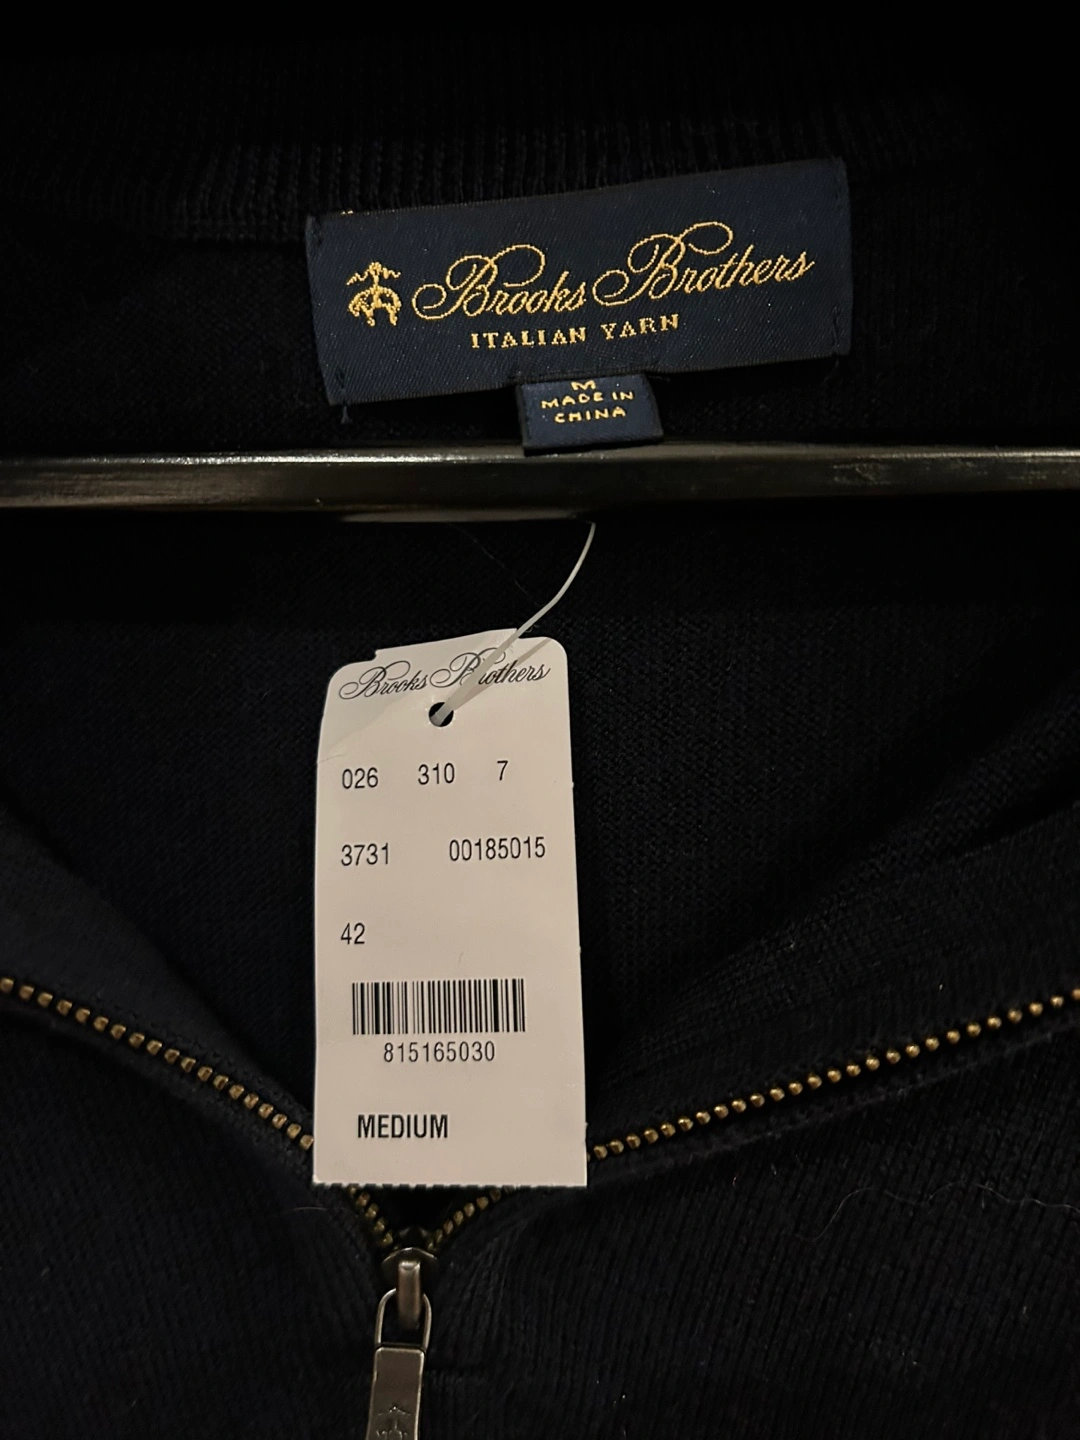 Brooks Brothers
ITALIAN YARN
M
MADE IN
CHINA
Brooks Brothers
026 310 7
3731 00185015
42
815165030
MEDIUM